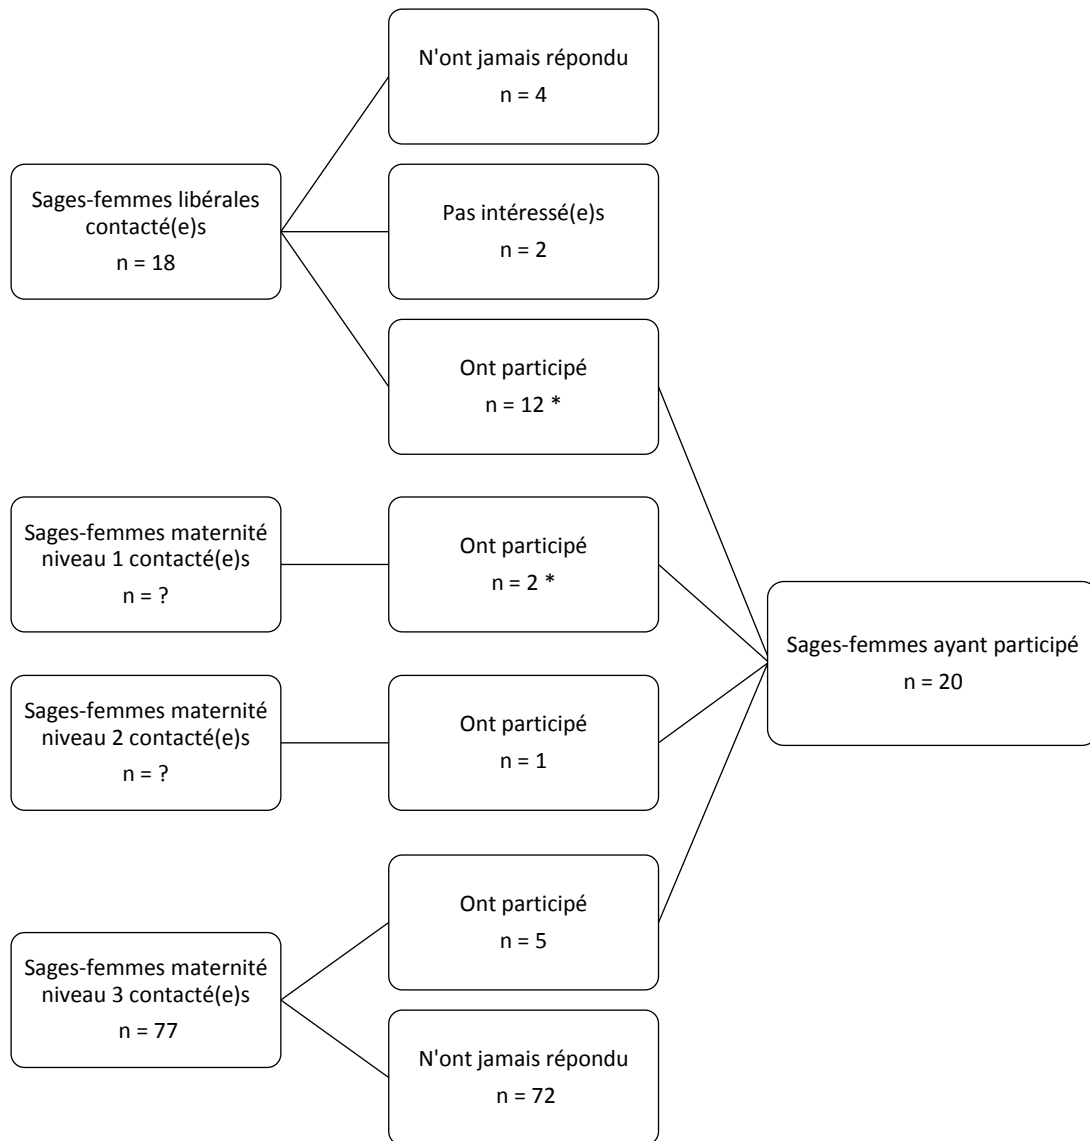 N'ont jamais répondu
n = 4
Sages-femmes libérales
contacté(e)s
n = 18
Pas intéressé(e)s
n = 2
Ont participé
n = 12 *
Sages-femmes maternité
niveau 1 contacté(e)s
n = ?
Ont participé
n = 2 *
Sages-femmes ayant participé
n = 20
Sages-femmes maternité
niveau 2 contacté(e)s
n = ?
Ont participé
n = 1
Ont participé
n = 5
Sages-femmes maternité
niveau 3 contacté(e)s
n = 77
N'ont jamais répondu
n = 72